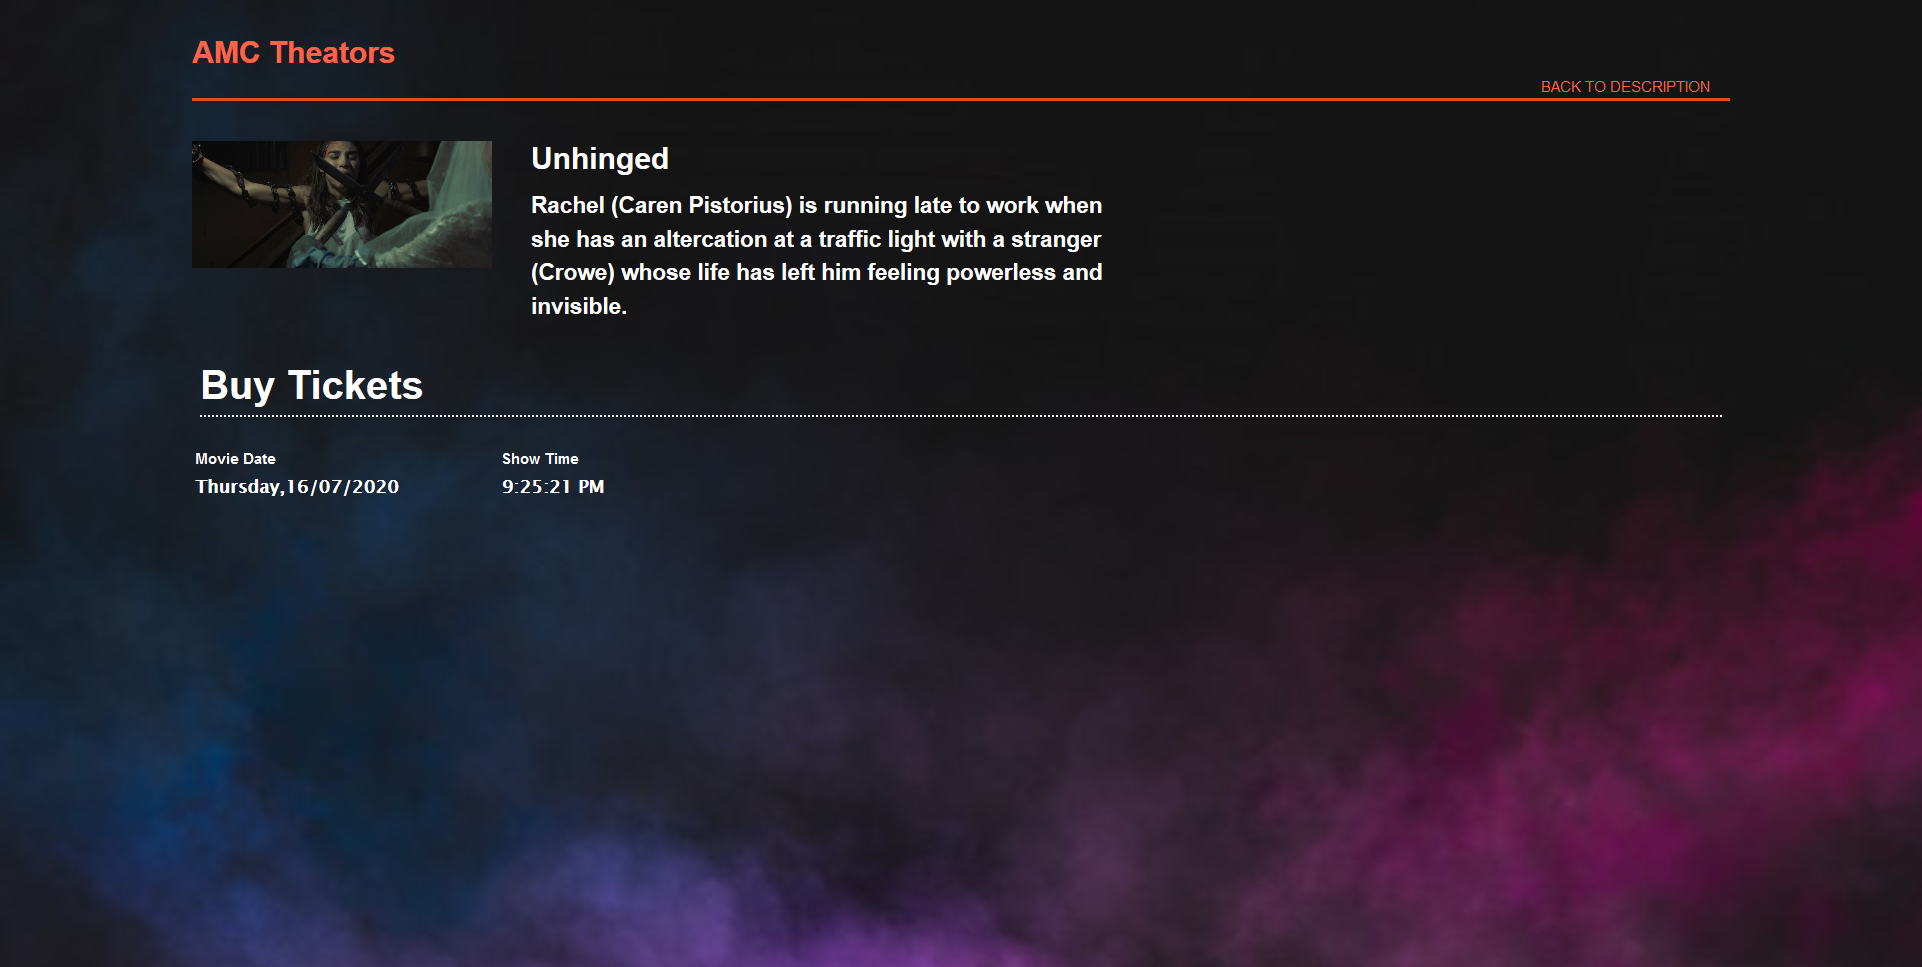 AMC Theators
BACK TO DESCRIPTION
Unhinged
Rachel (Caren Pistorius) is running late to work when
she has an altercation at a traffic light with a stranger
(Crowe) whose life has left him feeling powerless and
invisible.
Buy Tickets
Movie Date
Show Time
Thursday,16/07/2020
9:25:21 PM